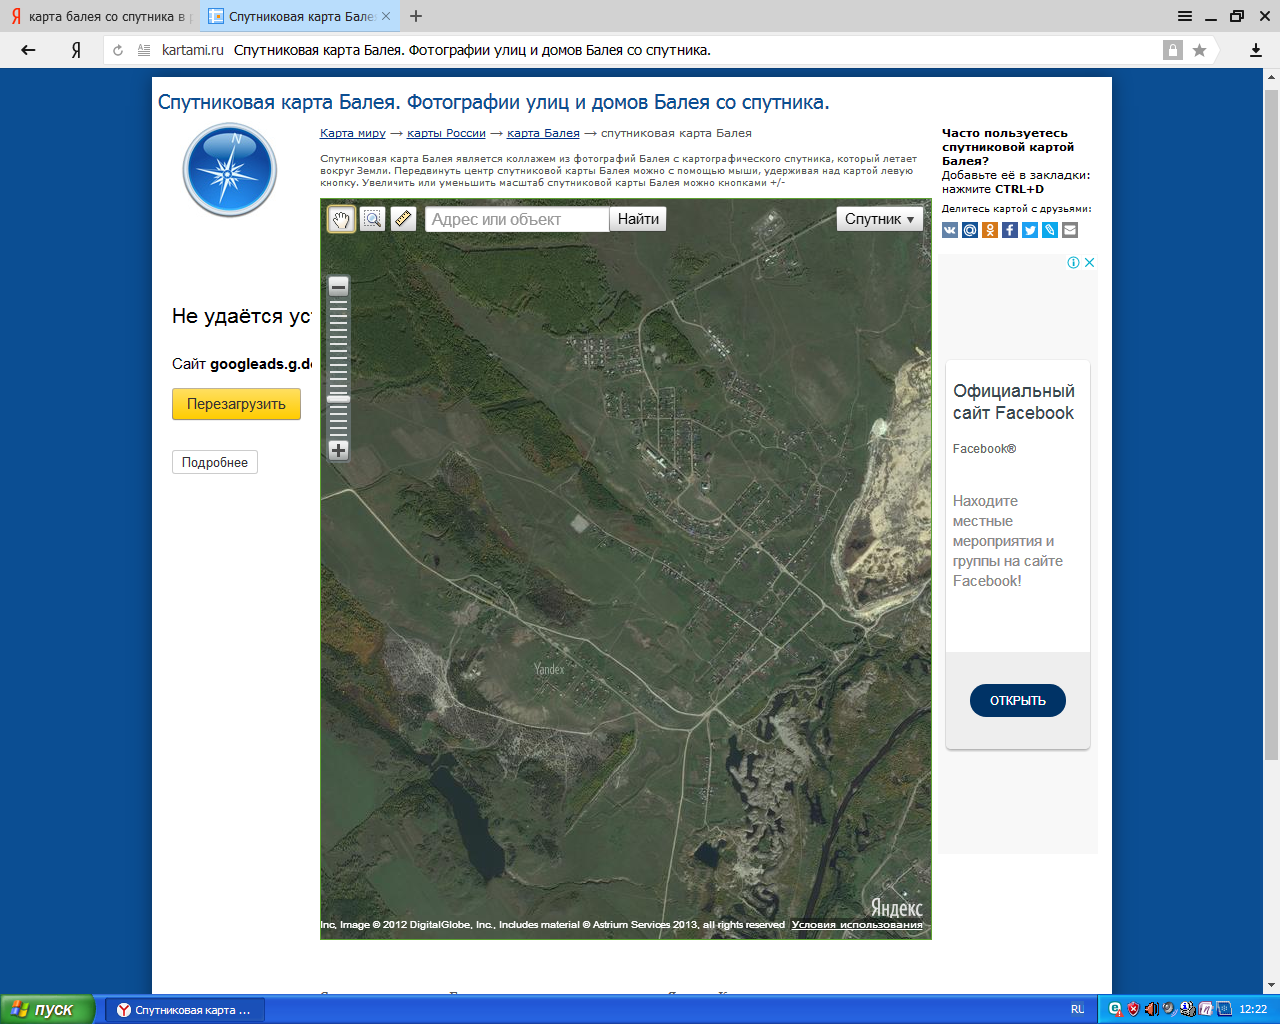 карта балея со спутника в р
Спутниковая карта Бале
kartami.ru Спутниковая карта Балея. Фотографии улиц и домов Балея со спутника.
Спутниковая карта Балея. Фотографии улиц и домов Балея со спутника.
N
Карта миру → карты России → карта Балея → спутниковая карта Балея
Спутниковая карта Балея является коллажем из фотографий Балея с картографического спутника, который летает
вокруг Земли. Передвинуть центр спутниковой карты Балея можно с помощью мыши, удерживая над картой левую
кнопку. Увеличить или уменьшить масштаб спутниковой карты Балея можно кнопками +/-
Часто пользуетесь
спутниковой картой
Балея?
Добавьте её в закладки:
нажмите CTRL+D
Делитесь картой с друзьями:
Адрес или объект
Найти
Спутник
Не удаётся уст
Сайт googleads.g.do
Перезагрузить
Подробнее
Yandex
Яндекс
Inc, Image © 2012 DigitalGlobe, Inc., Includes material © Astrium Services 2013, all rights reserved Условия использования
Официальный
сайт Facebook
Facebook®
Находите
местные
мероприятия и
группы на сайте
Facebook!
ОТКРЫТЬ
пуск
Спутниковая карта ...
RU
12:22